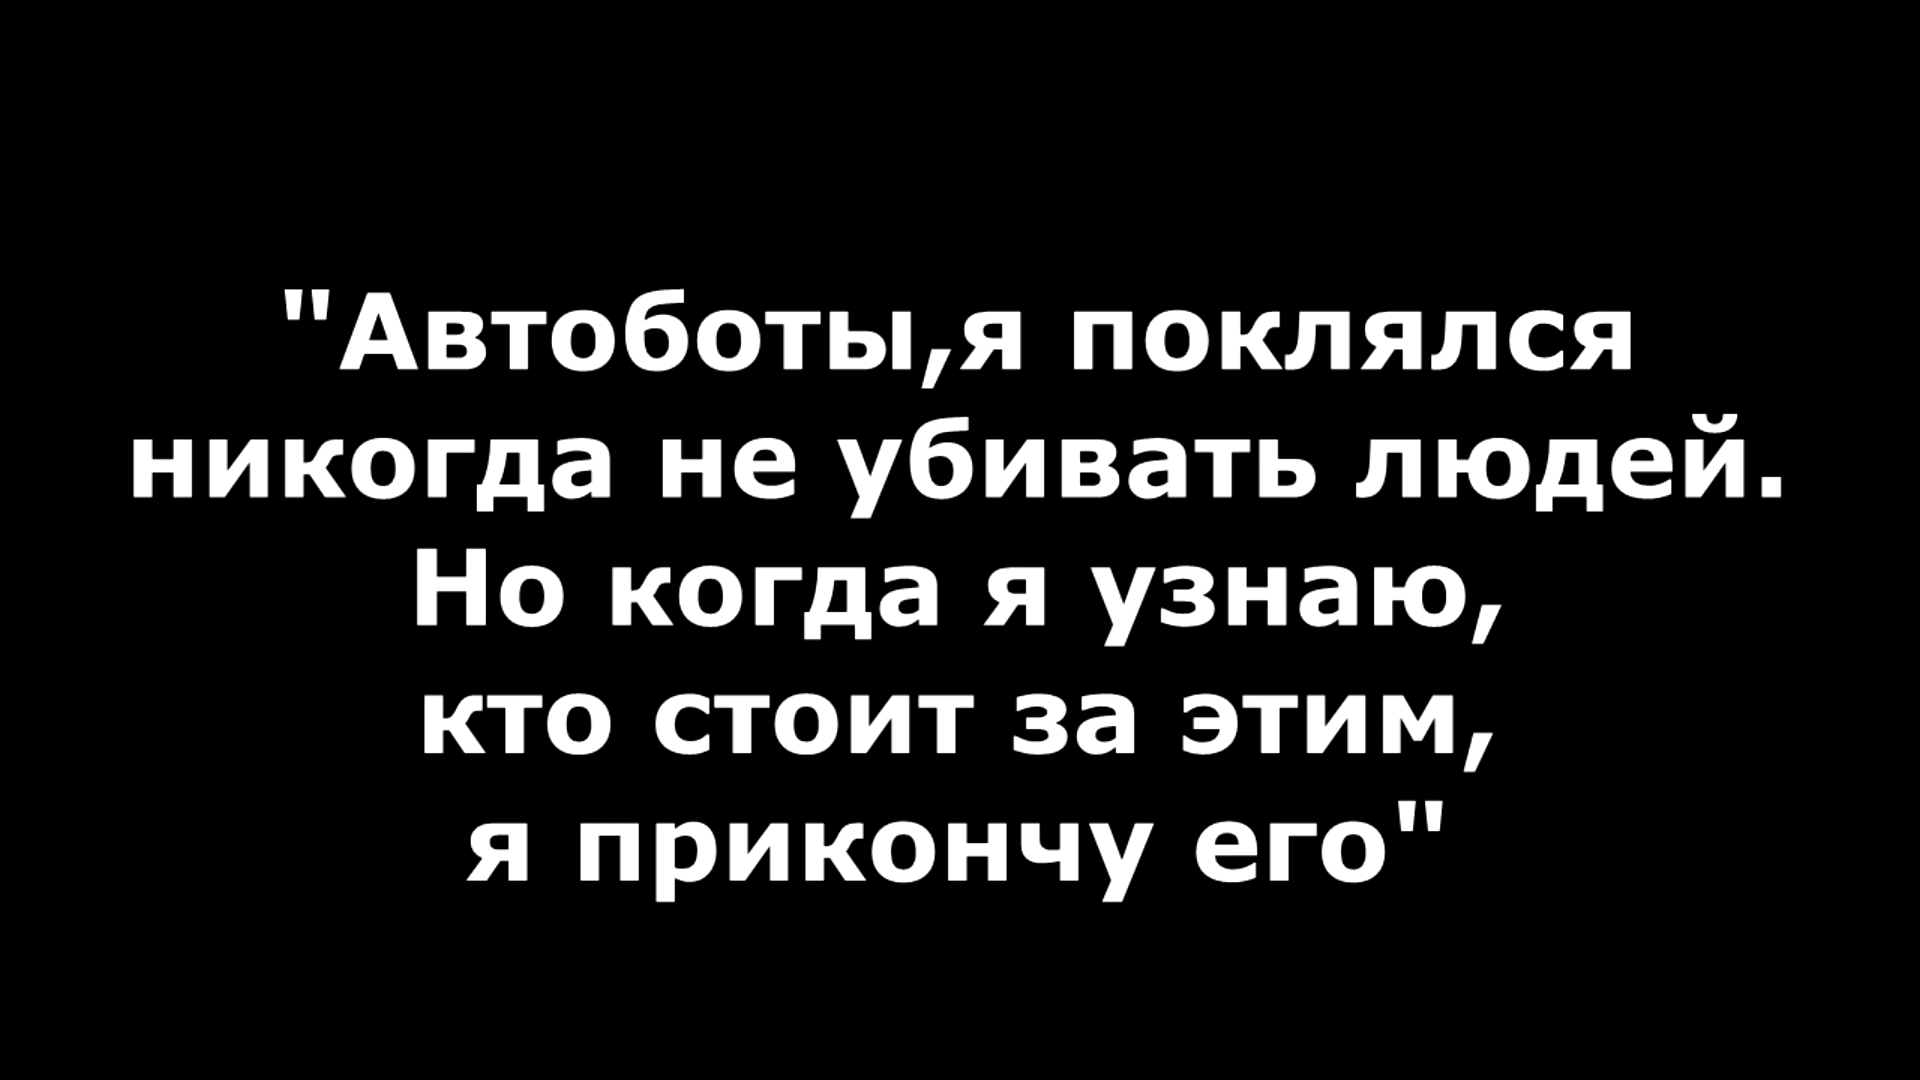 "Автоботы,я поклялся
никогда не убивать людей.
Но когда я узнаю,
кто стоит за этим,
я прикончу его"